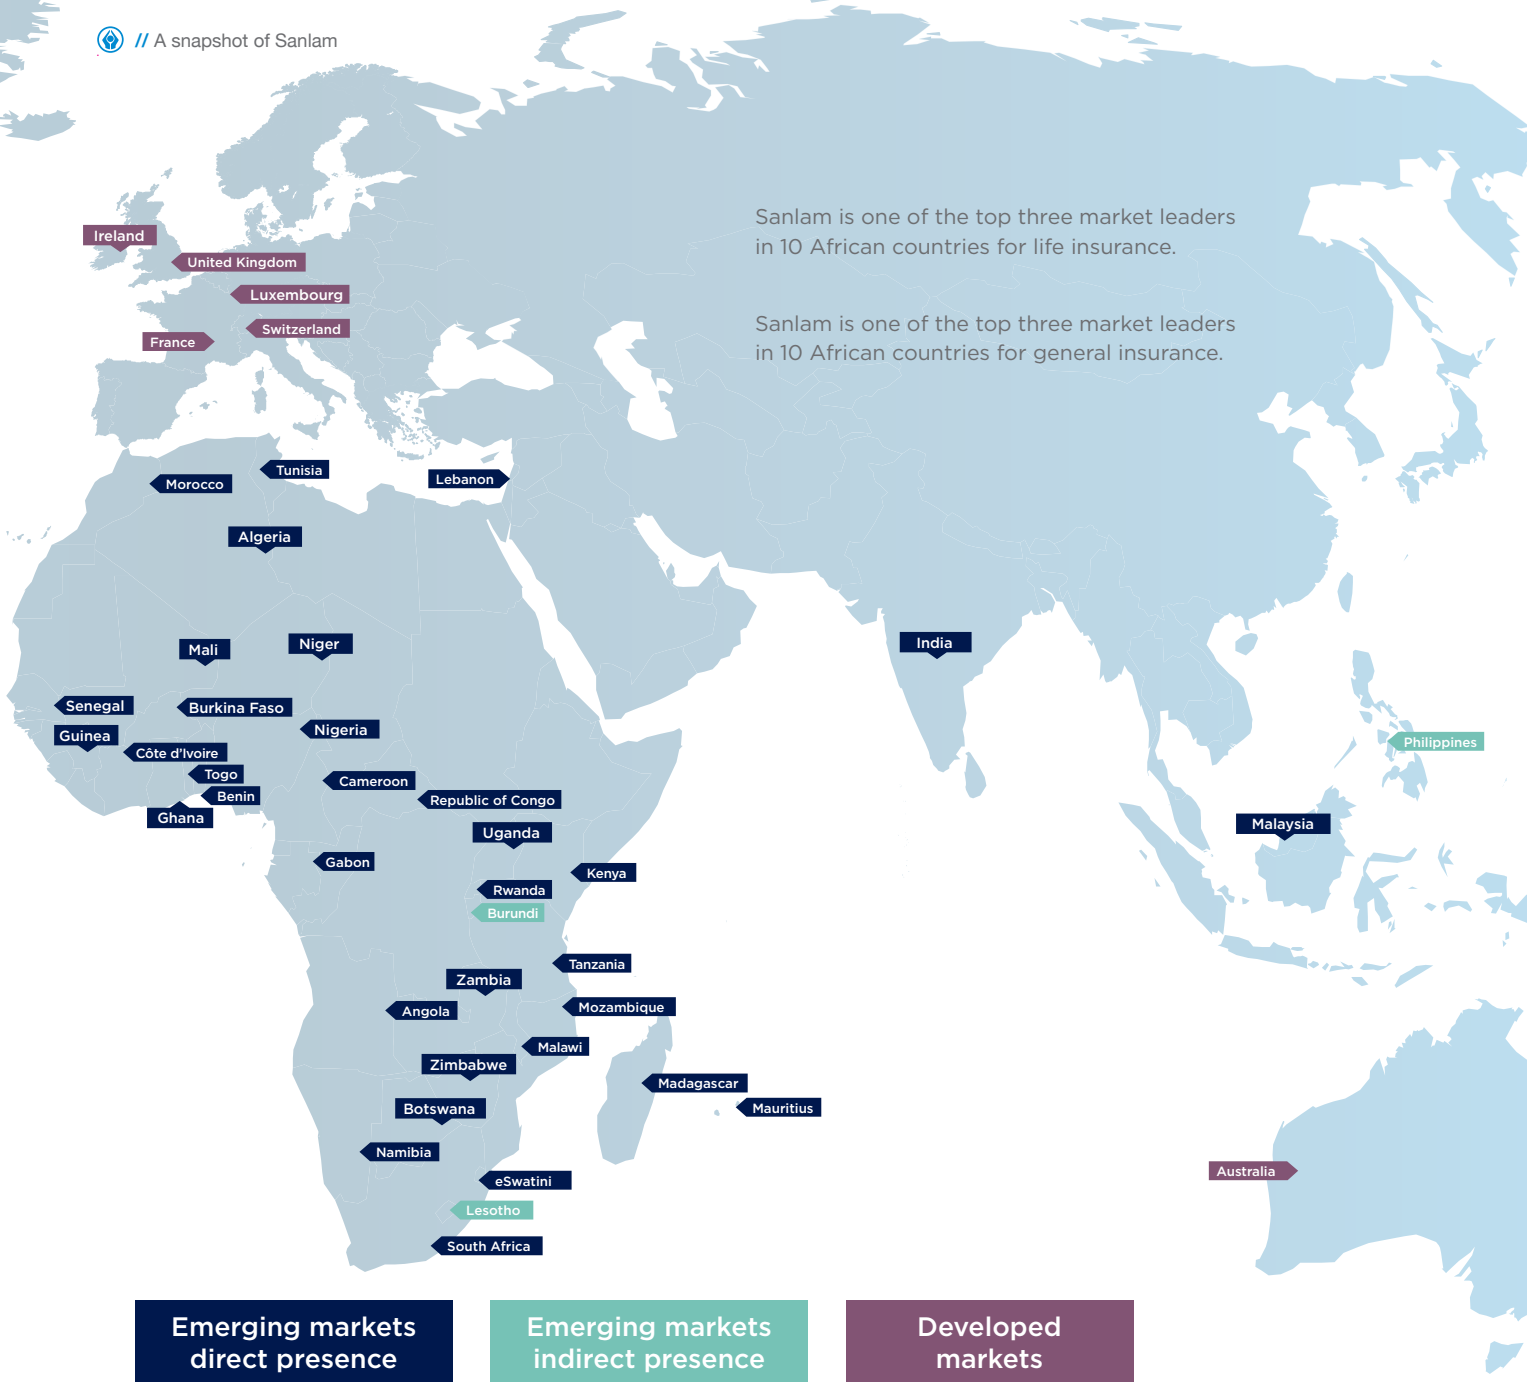 // A snapshot of Sanlam
Sanlam is one of the top three market leaders
in 10 African countries for life insurance.
Sanlam is one of the top three market leaders
in 10 African countries for general insurance.
Ireland
United Kingdom
Luxembourg
Switzerland
France
Tunisia
Morocco
Lebanon
Algeria
India
Mali
Niger
Senegal
Burkina Faso
Nigeria
Guinea
Côte d'Ivoire
Togo
Benin
Ghana
Cameroon
Republic of Congo
Philippines
Malaysia
Uganda
Gabon
Kenya
Rwanda
Burundi
Tanzania
Zambia
Angola
Mozambique
Malawi
Zimbabwe
Madagascar
Mauritius
Botswana
Namibia
Australia
eSwatini
Lesotho
South Africa
Emerging markets
direct presence
Emerging markets
indirect presence
Developed
markets